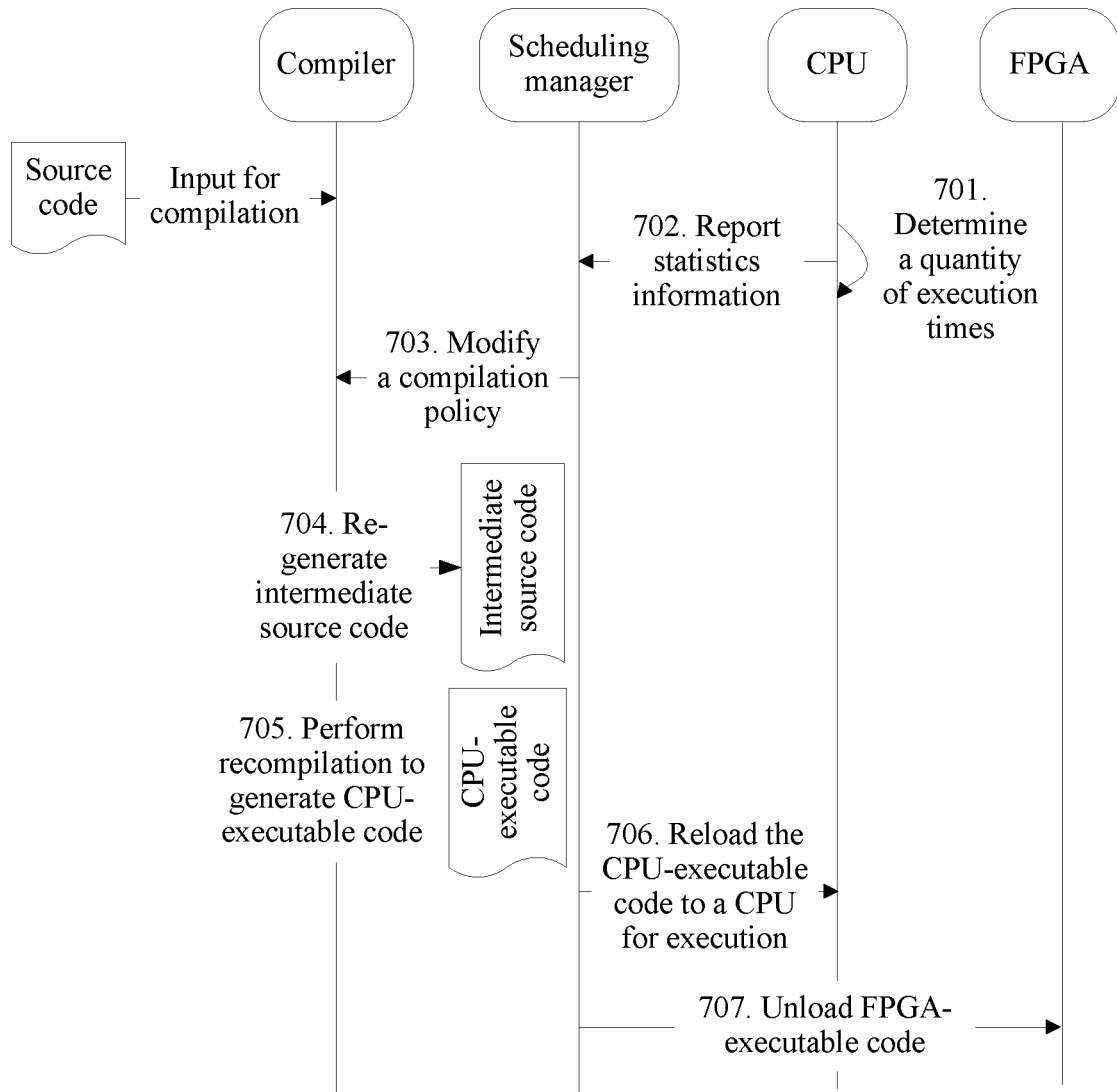 Compiler
Scheduling
manager
CPU
FPGA
Source
code
Input for
compilation
701.
Determine
a quantity
of execution
times
702. Report
statistics
information
703. Modify
a compilation
policy
704. Re-
generate
intermediate
source code
Intermediate
source code
705. Perform
recompilation to
generate CPU-
executable code
CPU-
executable
code
706. Reload the
CPU-executable
code to a CPU
for execution
707. Unload FPGA-
executable code